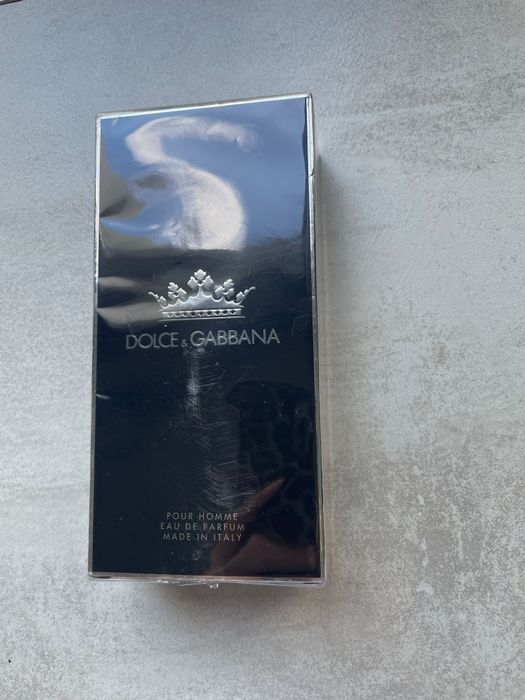 DOLCE & GABBANA
POUR HOMME
EAU DE PARFUM
MADE IN ITALY